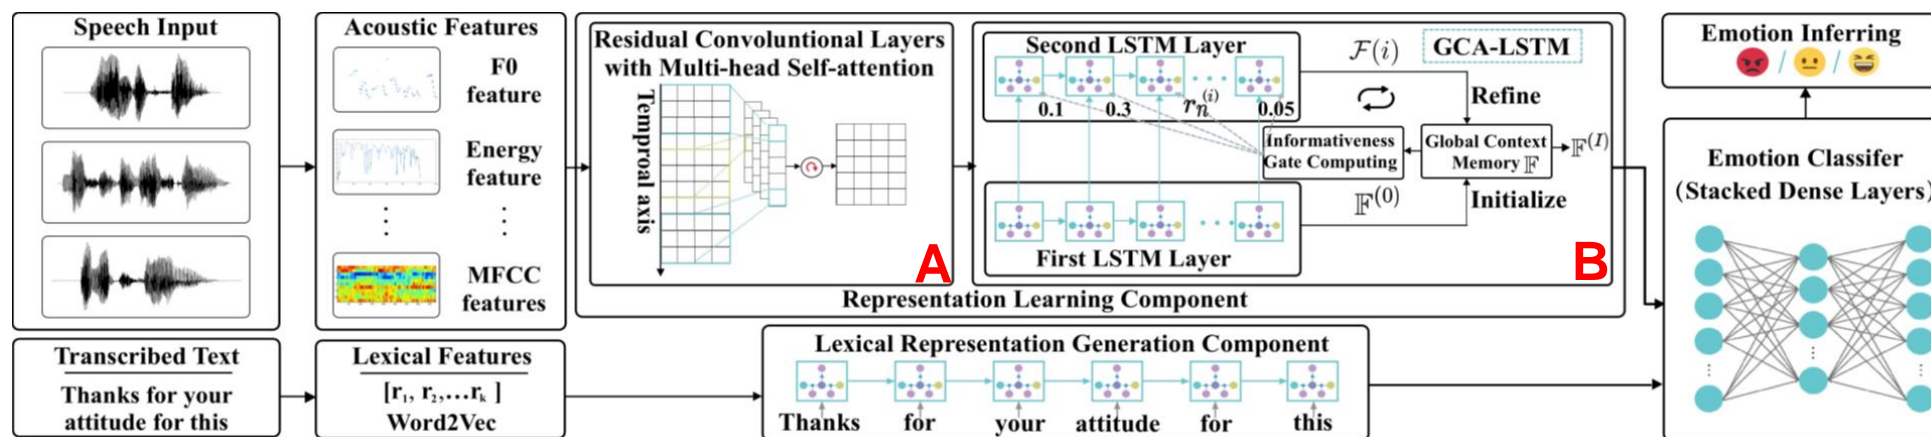 Speech Input
Acoustic Features
F0
feature
Energy
feature
MFCC
features
Residual Convoluntional Layers
with Multi-head Self-attention
Temproal axis
A
Second LSTM Layer
GCA-LSTM
0.1
0.3
r_n^(i)
0.05
ℱ(i)
Refine
Informativeness
Gate Computing
Global Context
Memory 𝔽
𝔽^(I)
𝔽^(0)
Initialize
First LSTM Layer
B
Representation Learning Component
Emotion Inferring
/ /
Emotion Classifer
(Stacked Dense Layers)
Transcribed Text
Thanks for your
attitude for this
Lexical Features
[r₁, r₂,...rₖ ]
Word2Vec
Lexical Representation Generation Component
Thanks for your attitude for this